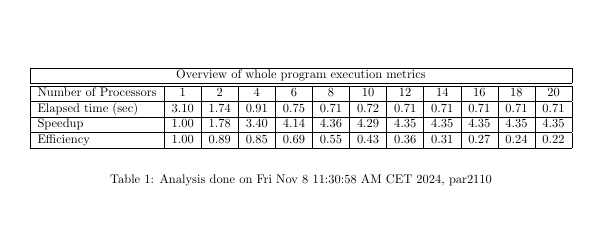 Overview of whole program execution metrics
Number of Processors 1 2 4 6 8 10 12 14 16 18 20
Elapsed time (sec) 3.10 1.74 0.91 0.75 0.71 0.72 0.71 0.71 0.71 0.71 0.71
Speedup 1.00 1.78 3.40 4.14 4.36 4.29 4.35 4.35 4.35 4.35 4.35
Efficiency 1.00 0.89 0.85 0.69 0.55 0.43 0.36 0.31 0.27 0.24 0.22
Table 1: Analysis done on Fri Nov 8 11:30:58 AM CET 2024, par2110